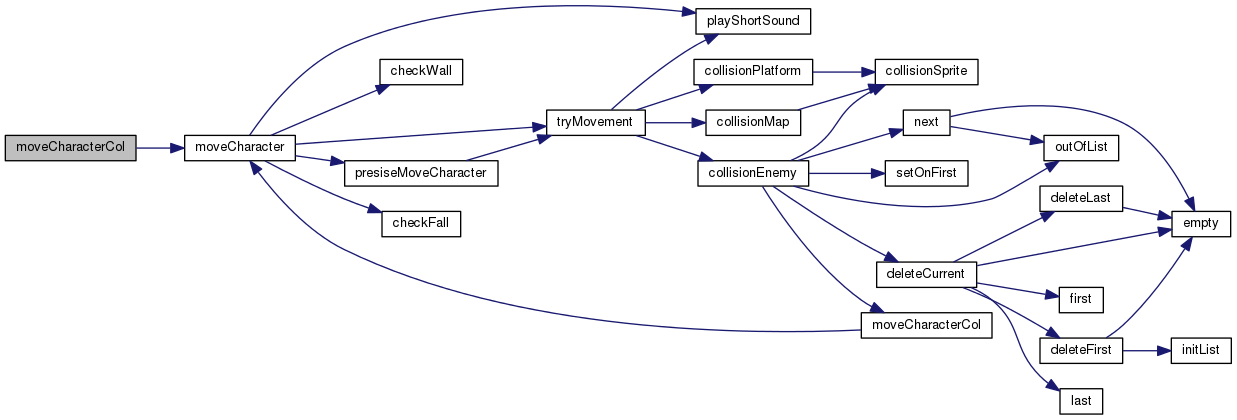 moveCharacterCol
moveCharacter
playShortSound
checkWall
presiseMoveCharacter
checkFall
tryMovement
collisionPlatform
collisionMap
collisionEnemy
collisionSprite
next
setOnFirst
deleteCurrent
moveCharacterCol
outOfList
deleteLast
empty
first
deleteFirst
initList
last